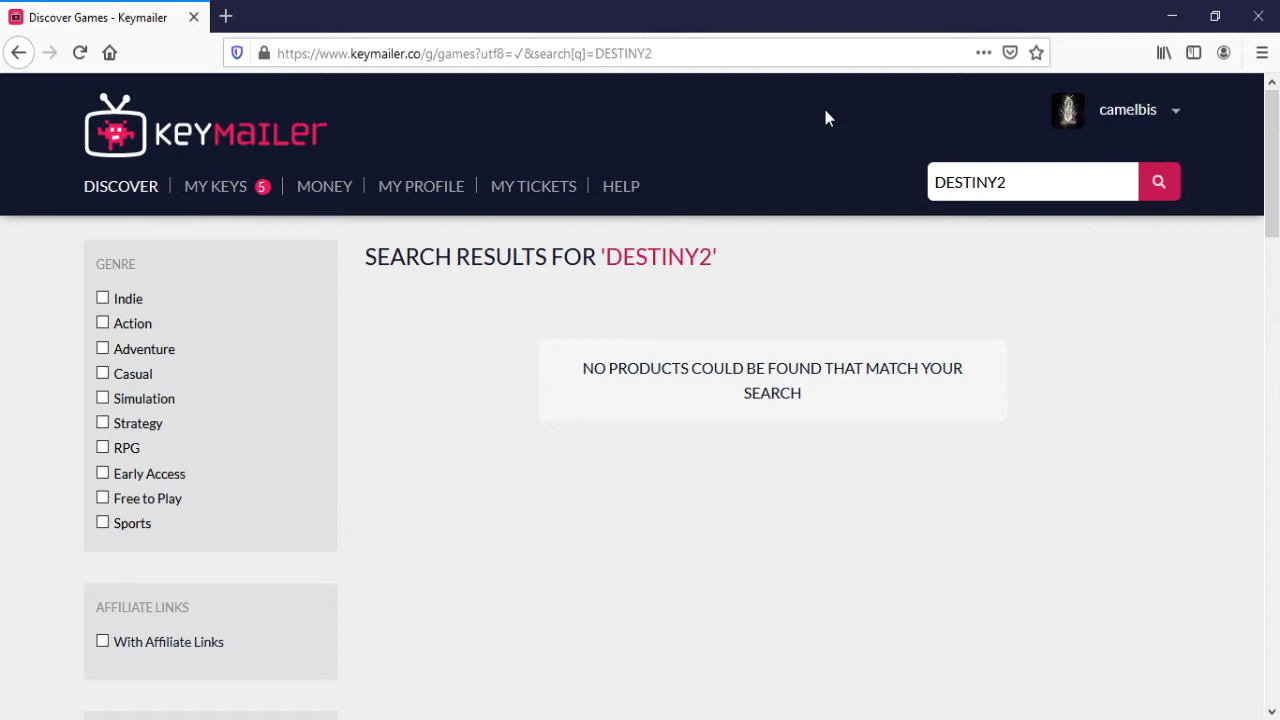 Discover Games - Keymailer
https://www.keymailer.co/g/games?utf8=✓&search[q]=DESTINY2
KEYMAILER
camelbis
DISCOVER MY KEYS 5 MONEY MY PROFILE MY TICKETS HELP
DESTINY2
GENRE
Indie
Action
Adventure
Casual
Simulation
Strategy
RPG
Early Access
Free to Play
Sports
AFFILIATE LINKS
With Affiliate Links
SEARCH RESULTS FOR 'DESTINY2'
NO PRODUCTS COULD BE FOUND THAT MATCH YOUR
SEARCH